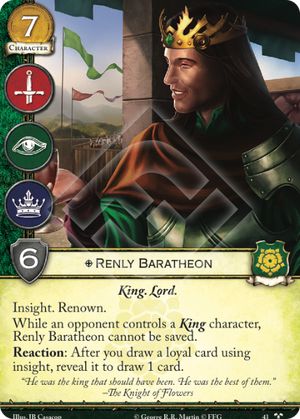 7
CHARACTER
6
RENLY BARATHEON
King. Lord.
Insight. Renown.
While an opponent controls a King character,
Renly Baratheon cannot be saved.
Reaction: After you draw a loyal card using
insight, reveal it to draw 1 card.
“He was the king that should have been. He was the best of them.”
–The Knight of Flowers
Illus. JB Casacop
© George R.R. Martin © FFG
41